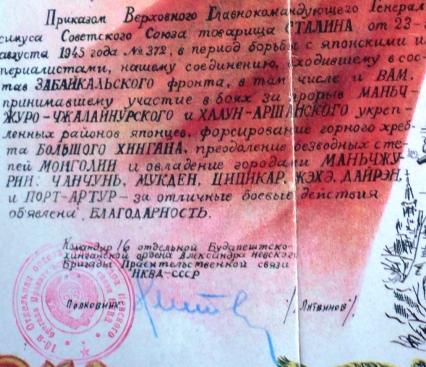 Приказом Верховного Главнокомандующего Генерал
симуса Советского Союза товарища СТАЛИНА от 23-
августа 1945 года №372, в период борьбы с японскими и
периалистами, нашему соединению, входившему в сос-
тав ЗАБАЙКАЛЬСКОГО фронта, в том числе и ВАМ,
принимавшему участие в боях за прорыв МАНЬЧ-
ЖУРО-ЧЖАЛАЙНУРСКОГО и ХАЛУН-АРШАНСКОГО укреп-
ленных районов японцев, форсирование горного хреб-
та БОЛЬШОГО ХИНГАНА, преодоление безводных сте-
пей МОНГОЛИИ и овладение городами МАНЬЧЖУ-
РИИ: ЧАНЧУНЬ, МУКДЕН, ЦИЦИКАР, ЖЭХЭ, ДАЙРЭН,
и ПОРТ-АРТУР - за отличные боевые действия
объявлена БЛАГОДАРНОСТЬ.
Командир 16 отдельной Будапештско-
хинганской ордена Александра невского
Бригады Правительственной связи
НКВД-СССР
Полковник /Литвинов/